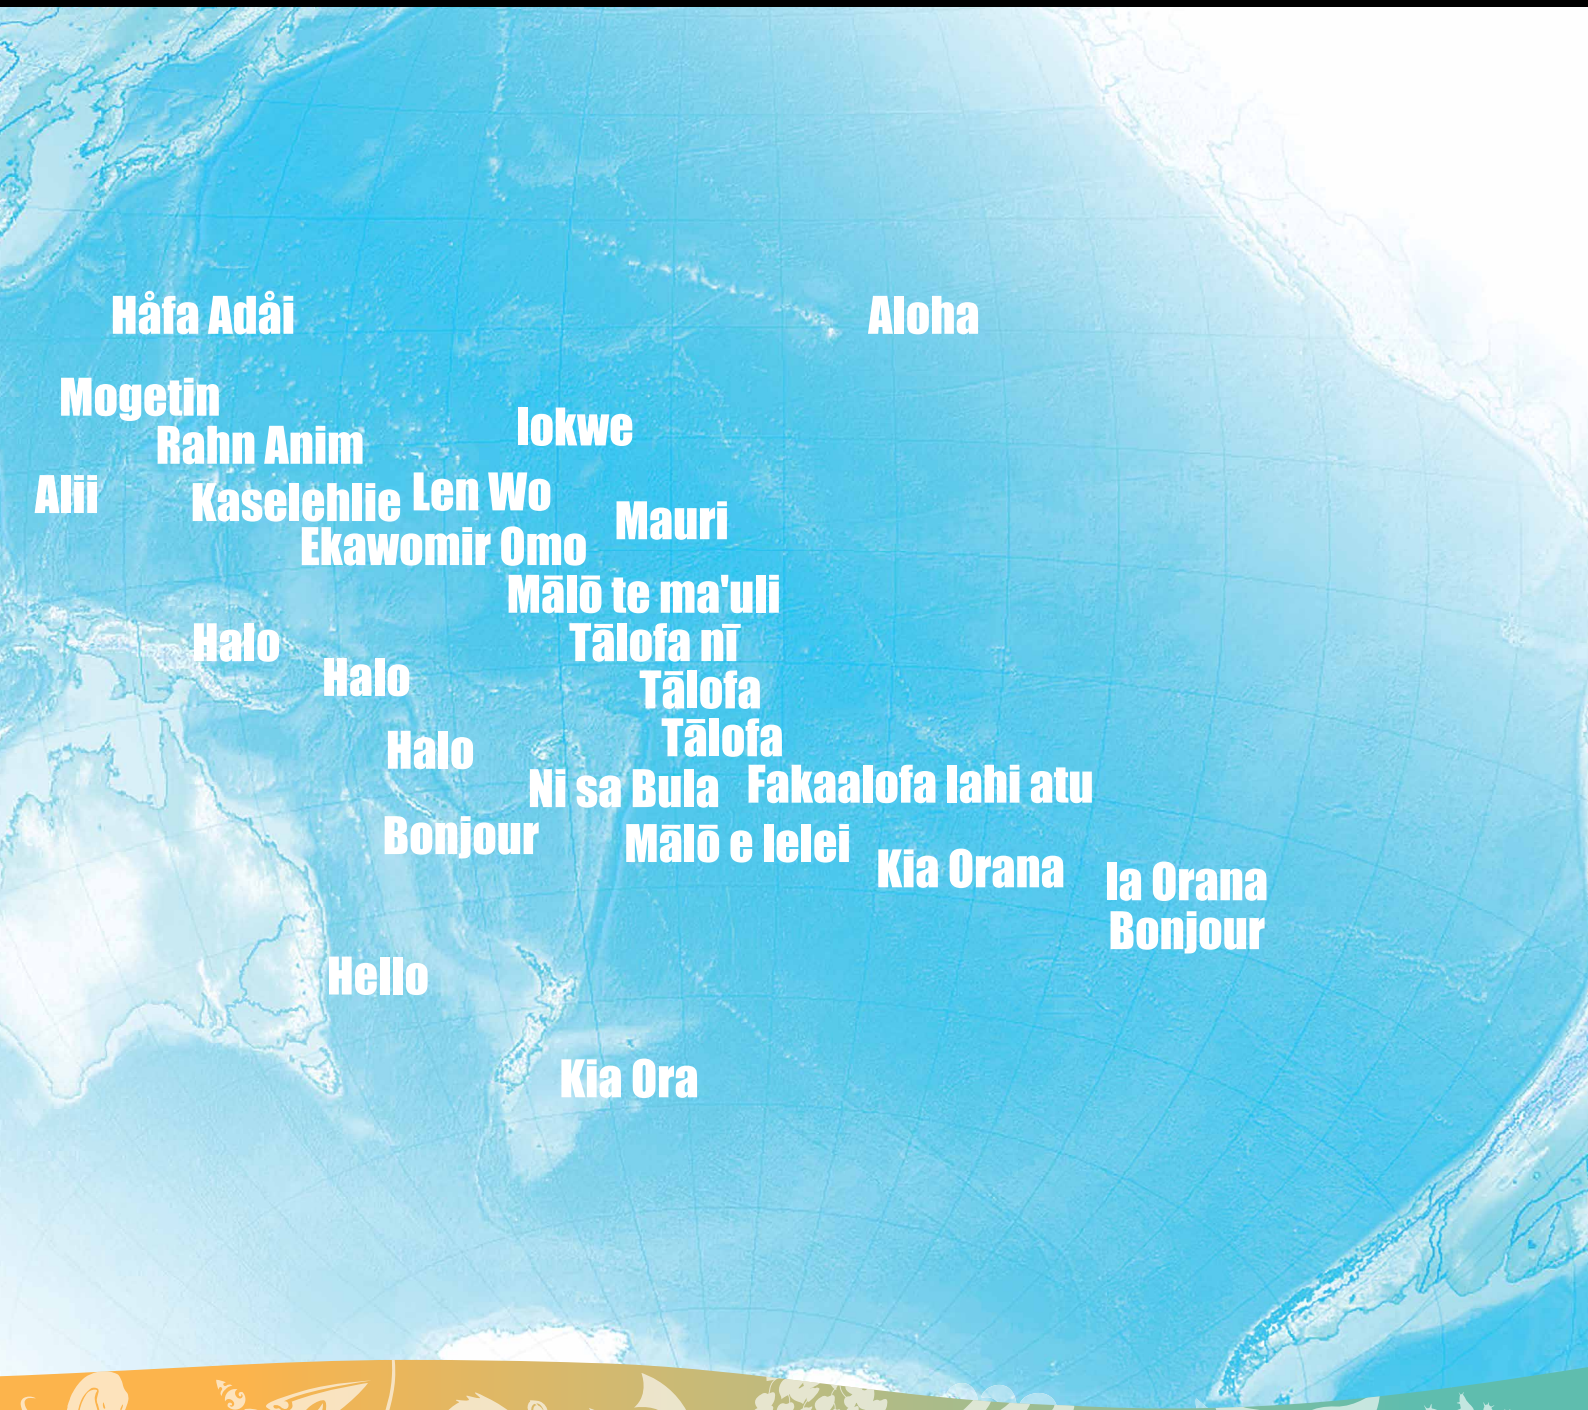 Håfa Adåi
Aloha
Mogetin
Iokwe
Rahn Anim
Alii
Kaselehlie
Len Wo
Mauri
Ekawomir Omo
Mālō te ma'uli
Halo
Tālofa nī
Halo
Tālofa
Tālofa
Halo
Ni sa Bula
Fakaalofa lahi atu
Bonjour
Mālō e lelei
Kia Orana
Ia Orana
Bonjour
Hello
Kia Ora